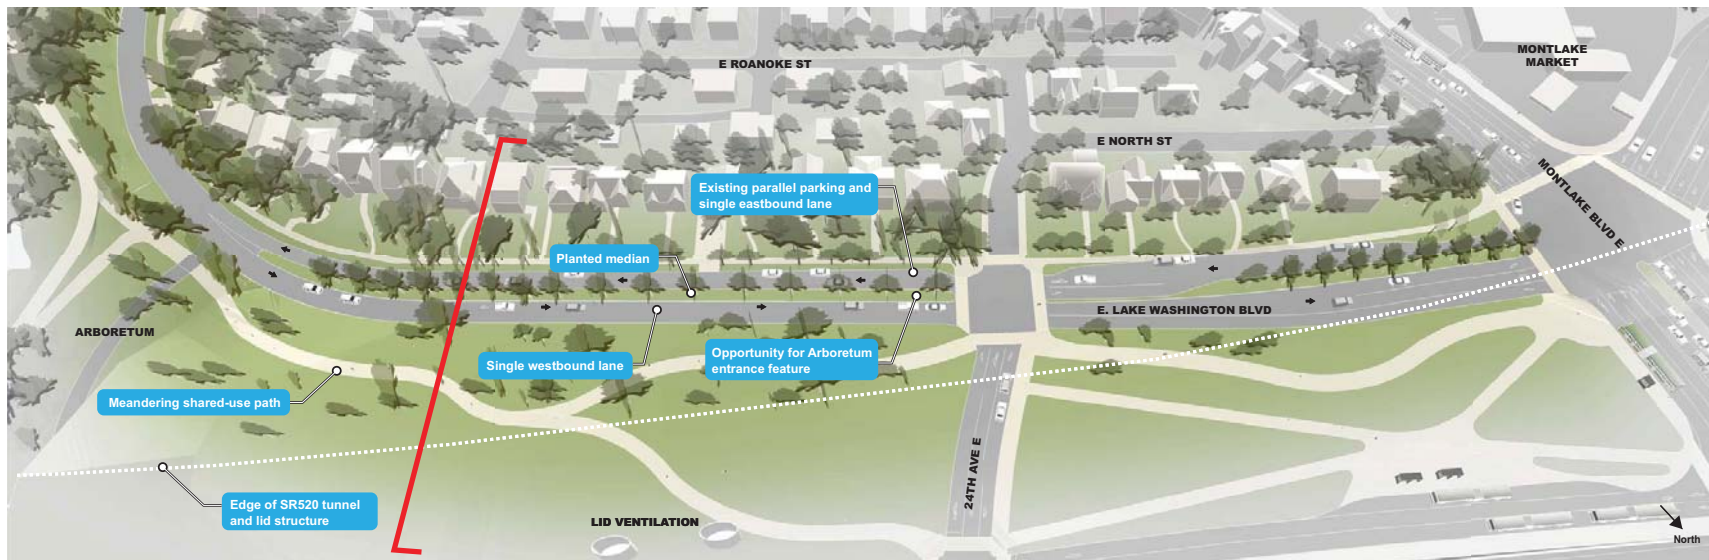 E ROANOKE ST
MONTLAKE
MARKET
E NORTH ST
MONTLAKE BLVD E
Existing parallel parking and
single eastbound lane
Planted median
E. LAKE WASHINGTON BLVD
ARBORETUM
Single westbound lane
Opportunity for Arboretum
entrance feature
Meandering shared-use path
24TH AVE E
Edge of SR520 tunnel
and lid structure
LID VENTILATION
North